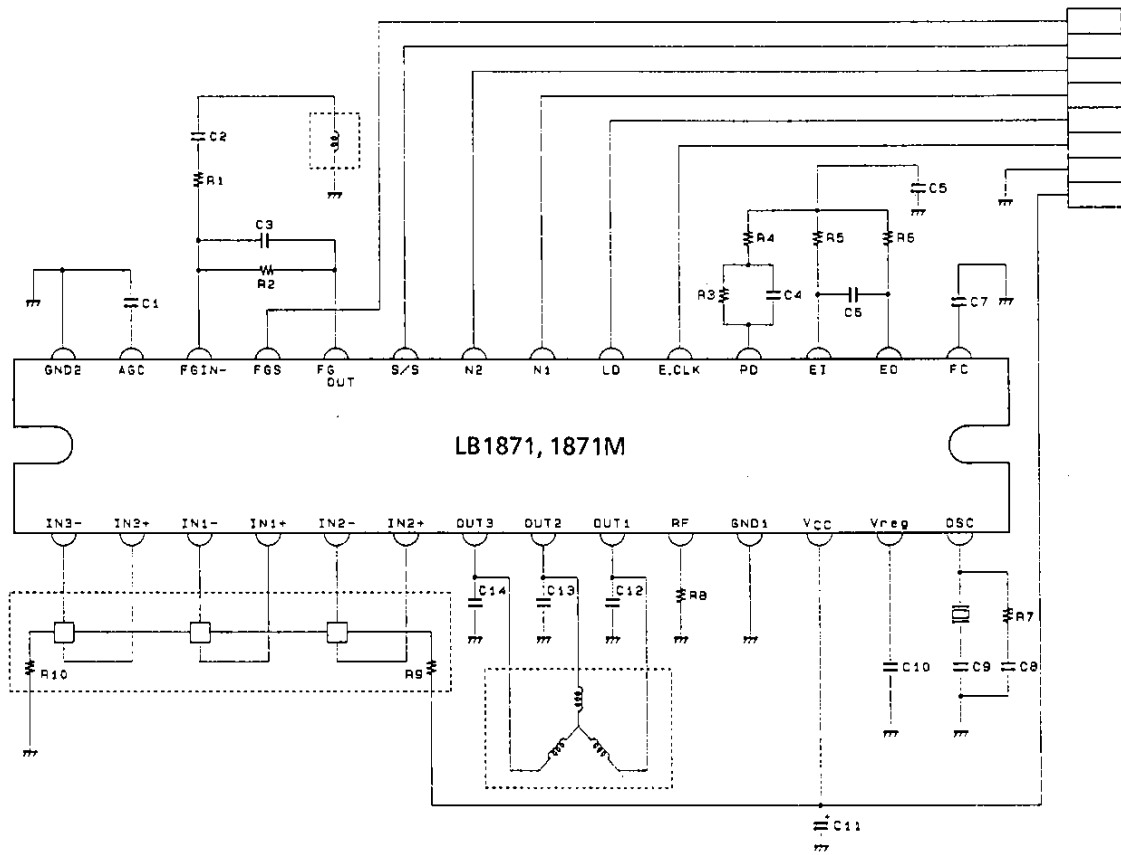 C2
R1
C5
C3
R4 R5 R6
R2
C1 R3 C4 C6 C7
GND2 AGC FGIN- FGS FG OUT S/S N2 N1 LD E.CLK PD EI EO FC
LB1871, 1871M
IN3- IN3+ IN1- IN1+ IN2- IN2+ OUT3 OUT2 OUT1 RF GND1 VCC Vreg OSC
C14 C13 C12 R8
R7
R10 R9 C10 C9 C8
C11